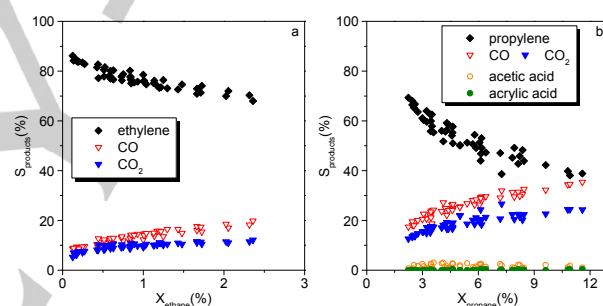 a
100
80
60
40
20
0
S_products(%)
ethylene
CO
CO₂
0 1 2 3
X_ethane(%)
b
100
80
60
40
20
0
S_products(%)
propylene
CO CO₂
acetic acid
acrylic acid
0 3 6 9 12
X_propane(%)